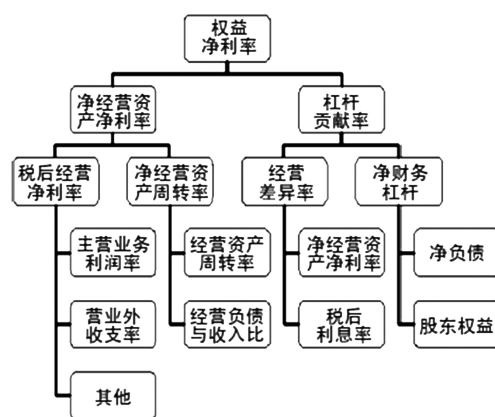 权益
净利率
净经营资
产净利率
杠杆
贡献率
税后经营
净利率
净经营资
产周转率
经营
差异率
净财务
杠杆
主营业务
利润率
经营资产
周转率
净经营资
产净利率
净负债
营业外
收支率
经营负债
与收入比
税后
利息率
股东权益
其他